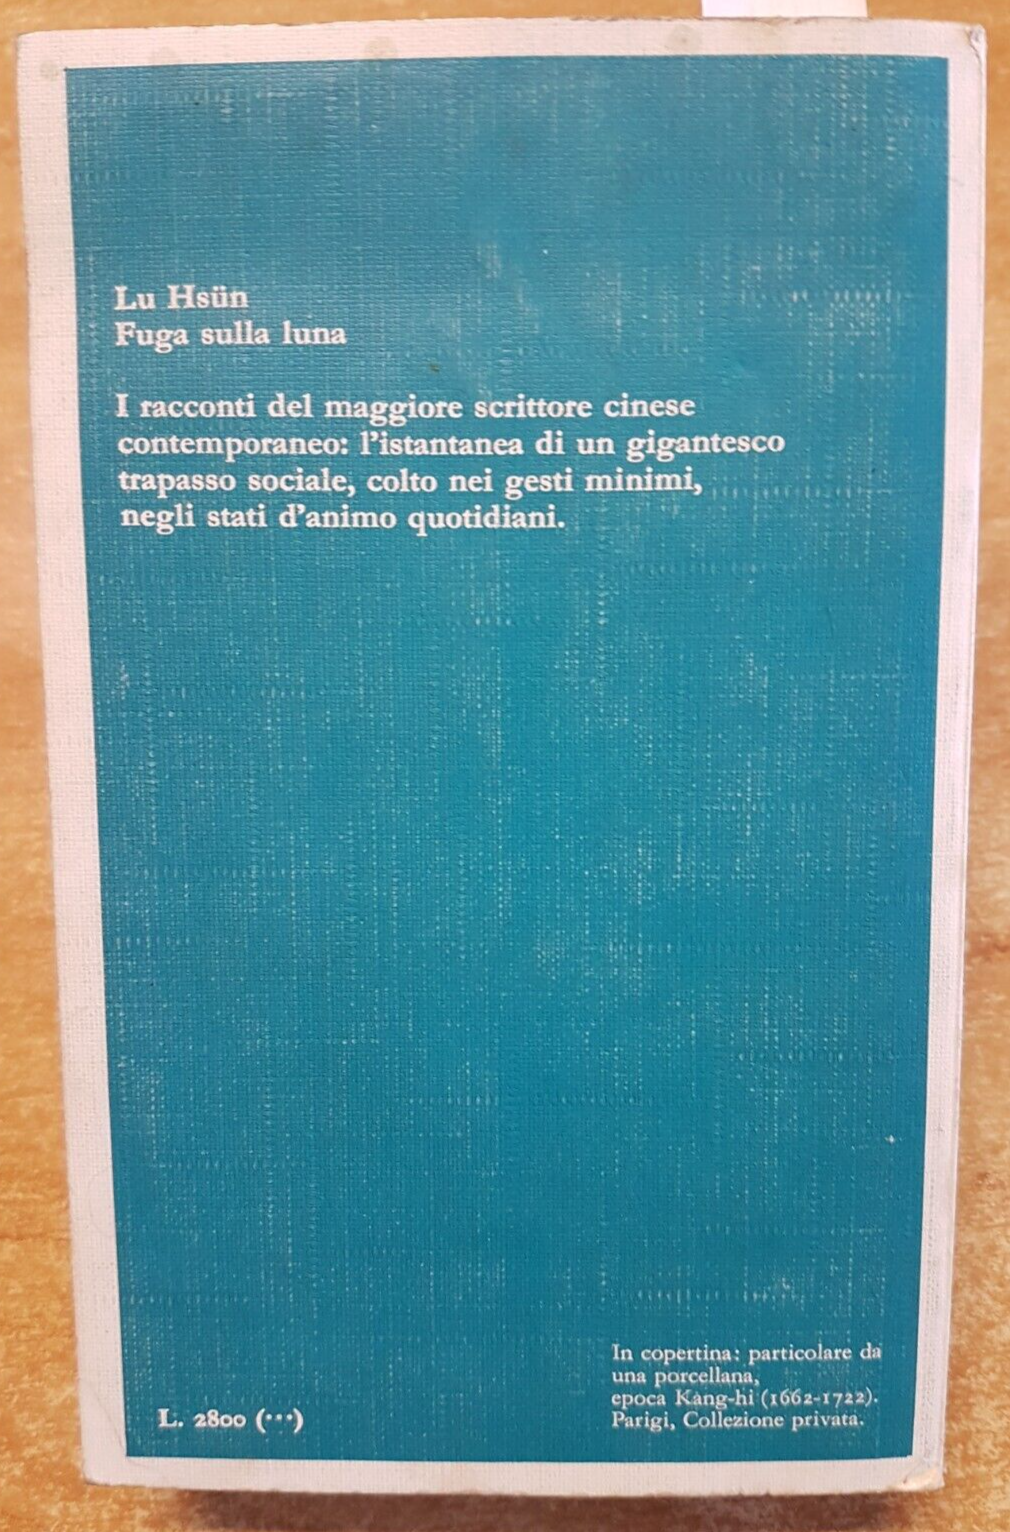 Lu Hsün
Fuga sulla luna
I racconti del maggiore scrittore cinese
contemporaneo: l'istantanea di un gigantesco
trapasso sociale, colto nei gesti minimi,
negli stati d'animo quotidiani.
In copertina: particolare da
una porcellana,
epoca Kàng-hi (1662-1722).
Parigi, Collezione privata.
L. 2800 (···)